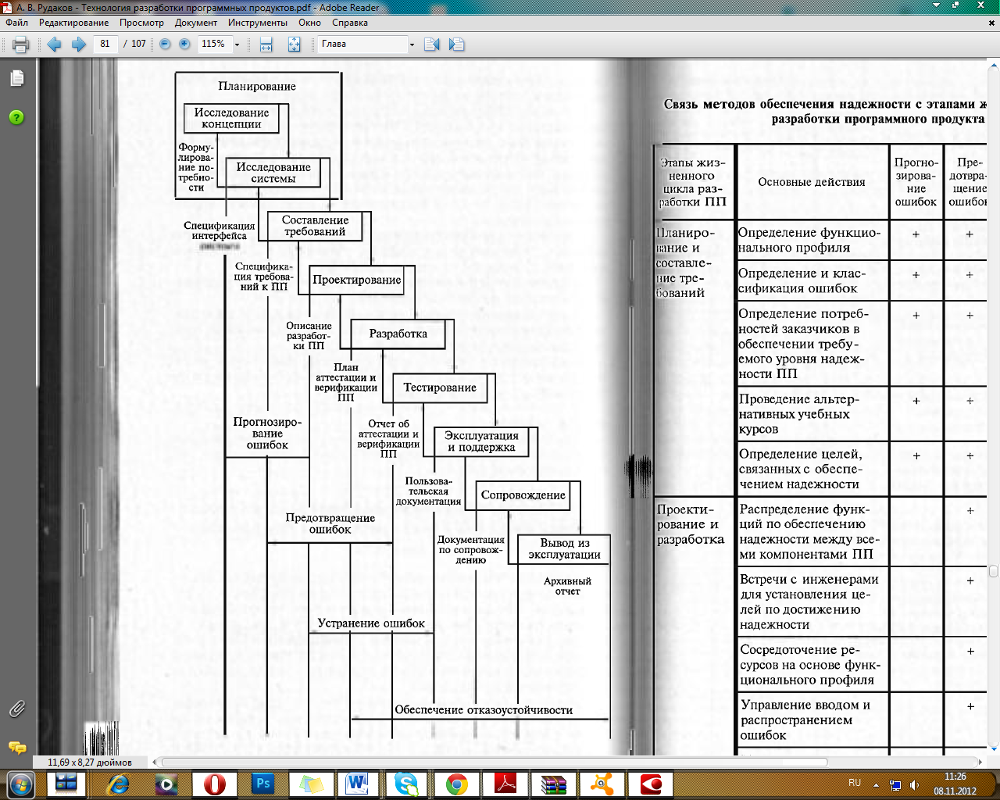 А. В. Рудаков - Технология разработки программных продуктов.pdf - Adobe Reader
Файл Редактирование Просмотр Документ Инструменты Окно Справка
81 / 107 115% Глава
Планирование
Исследование
концепции
Форму-
лирова-
ние по-
требно-
сти
Исследование
системы
Спецификация
интерфейса
Составление
требований
Специфика-
ция требова-
ний к ПП
Проектирование
Описание
разработ-
ки ПП
Разработка
План
аттестации и
верификации
ПП
Тестирование
Отчет об
аттестации и
верификации
ПП
Прогнозиро-
вание
ошибок
Эксплуатация
и поддержка
Пользова-
тельская
документация
Сопровождение
Предотвращение
ошибок
Документация
по сопровож-
дению
Вывод из
эксплуатации
Архивный
отчет
Устранение ошибок
Обеспечение отказоустойчивости
Связь методов обеспечения надежности с этапами ж
разработки программного продукта
Этапы жиз-
ненного
цикла раз-
работки ПП
Основные действия
Прогно-
зирова-
ние
ошибок
Пре-
дотвра-
щение
ошибок
Планиро-
вание и
составле-
ние тре-
бований
Определение функцио-
нального профиля
+ +
Определение и клас-
сификация ошибок
+ +
Определение потреб-
ностей заказчиков в
обеспечении требу-
емого уровня надеж-
ности ПП
+ +
Проведение альтер-
нативных учебных
курсов
+ +
Определение целей,
связанных с обеспе-
чением надежности
+ +
Проекти-
рование и
разработка
Распределение функ-
ций по обеспечению
надежности между все-
ми компонентами ПП
+
Встречи с инженерами
для установления це-
лей по достижению
надежности
+
Сосредоточение ре-
сурсов на основе функ-
ционального профиля
+
Управление вводом и
распространением
ошибок
+
11,69 x 8,27 дюймов
Ps
RU
11:26
08.11.2012